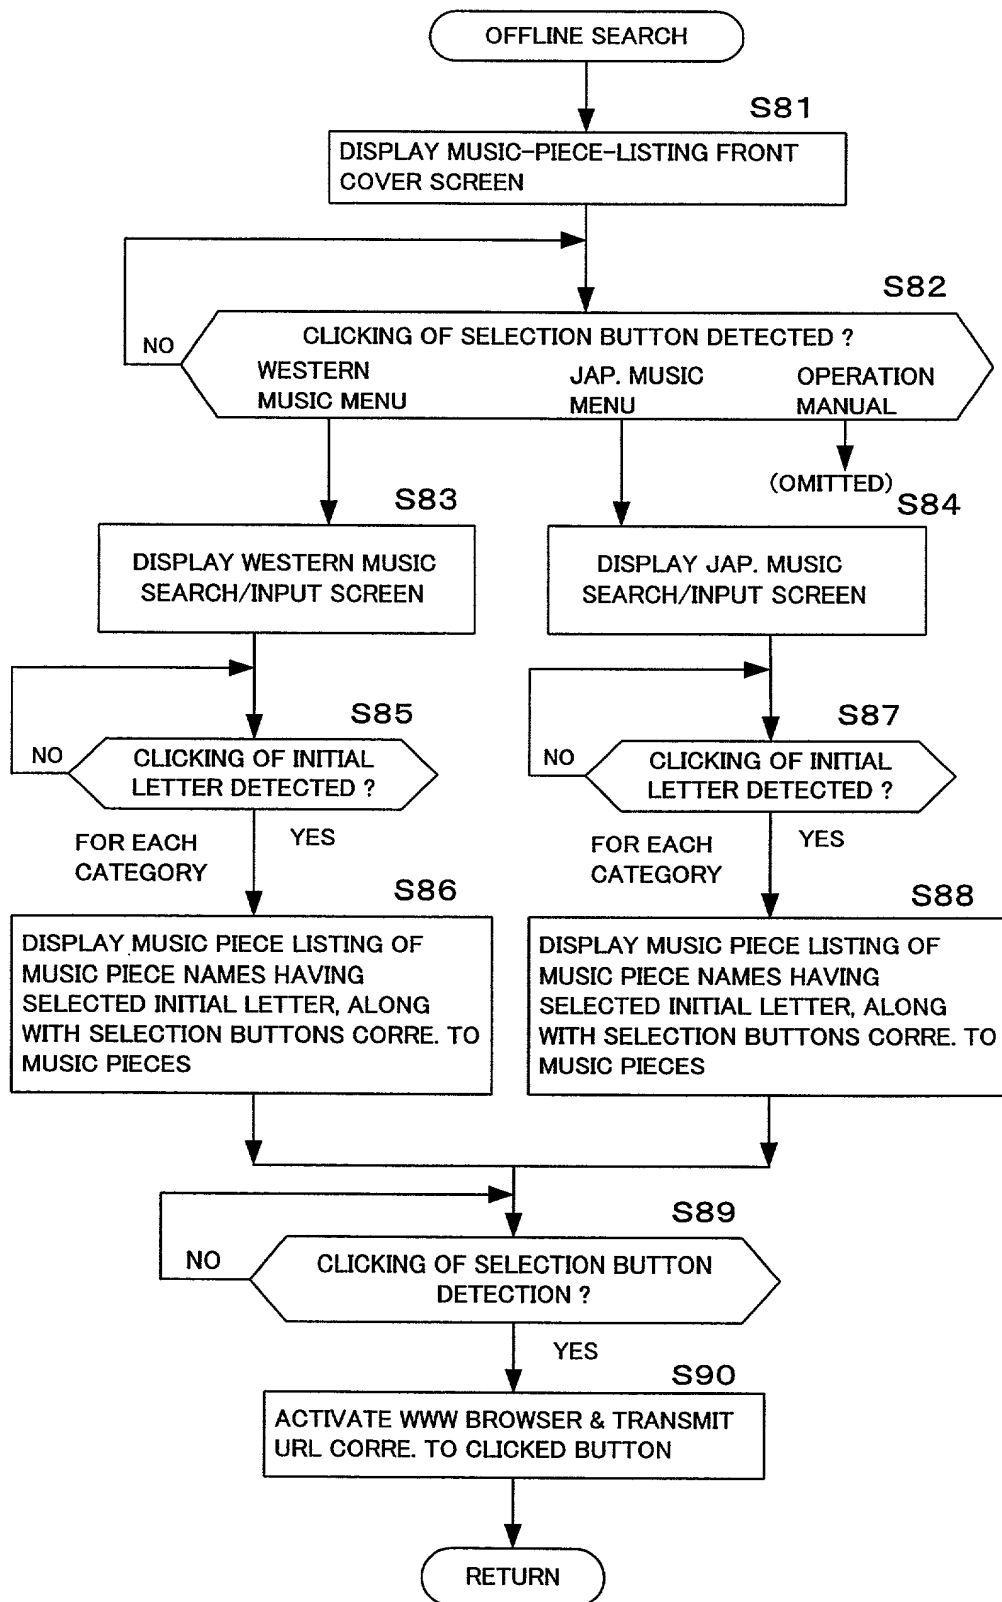 OFFLINE SEARCH
S81
DISPLAY MUSIC-PIECE-LISTING FRONT
COVER SCREEN
S82
CLICKING OF SELECTION BUTTON DETECTED ?
NO
WESTERN
MUSIC MENU
JAP. MUSIC
MENU
OPERATION
MANUAL
(OMITTED)
S83
DISPLAY WESTERN MUSIC
SEARCH/INPUT SCREEN
S84
DISPLAY JAP. MUSIC
SEARCH/INPUT SCREEN
S85
NO
CLICKING OF INITIAL
LETTER DETECTED ?
FOR EACH
CATEGORY
YES
S87
NO
CLICKING OF INITIAL
LETTER DETECTED ?
FOR EACH
CATEGORY
YES
S86
DISPLAY MUSIC PIECE LISTING OF
MUSIC PIECE NAMES HAVING
SELECTED INITIAL LETTER, ALONG
WITH SELECTION BUTTONS CORRE. TO
MUSIC PIECES
S88
DISPLAY MUSIC PIECE LISTING OF
MUSIC PIECE NAMES HAVING
SELECTED INITIAL LETTER, ALONG
WITH SELECTION BUTTONS CORRE. TO
MUSIC PIECES
S89
NO
CLICKING OF SELECTION BUTTON
DETECTION ?
YES
S90
ACTIVATE WWW BROWSER & TRANSMIT
URL CORRE. TO CLICKED BUTTON
RETURN